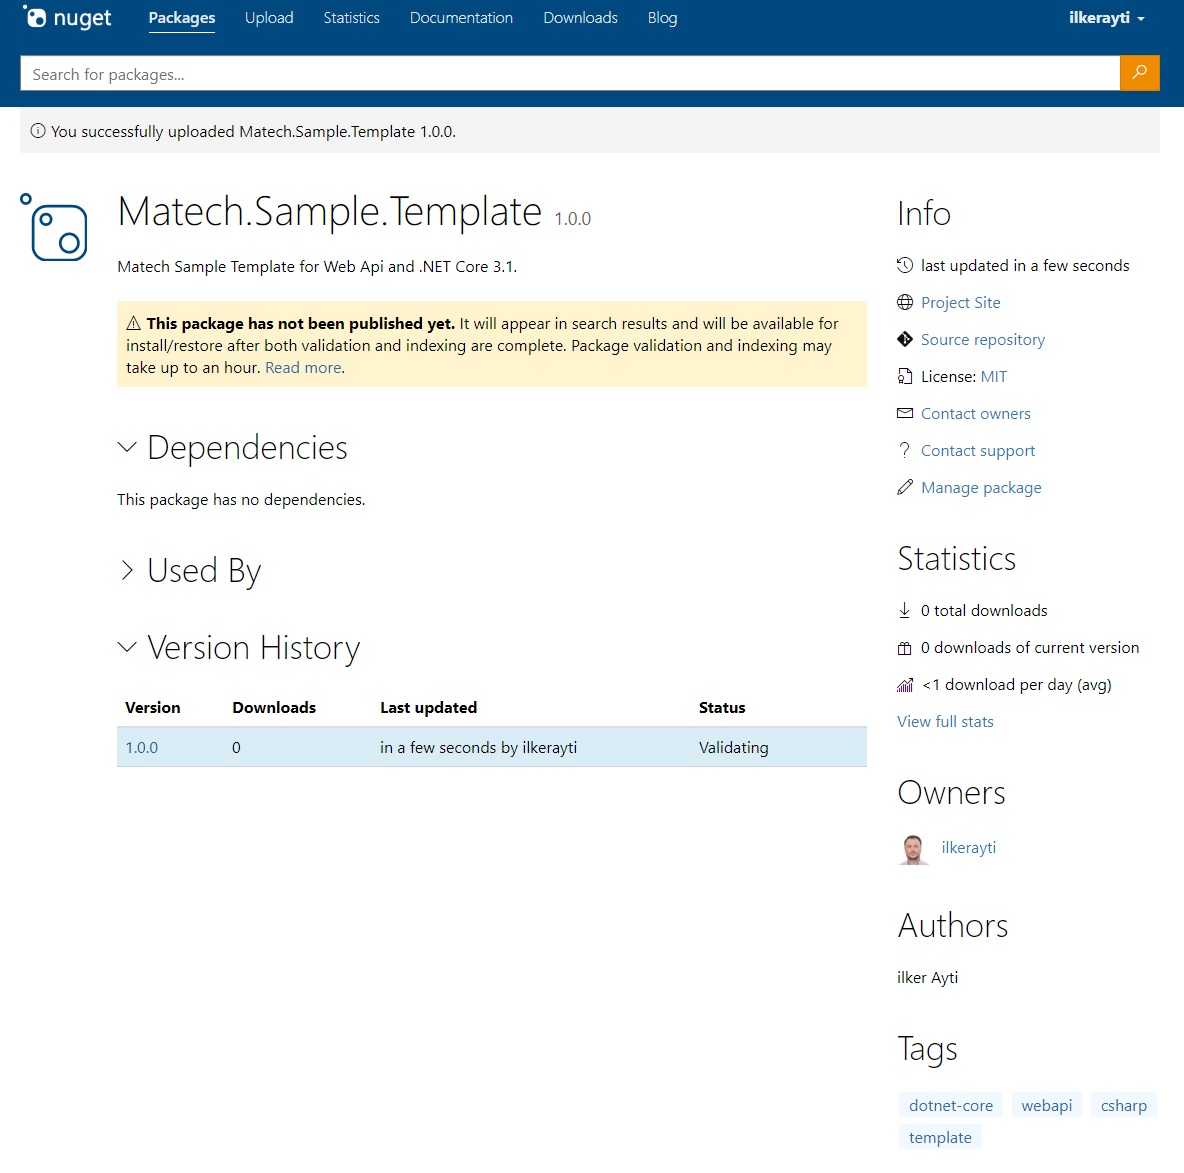 nuget Packages Upload Statistics Documentation Downloads Blog ilkerayti
Search for packages...
You successfully uploaded Matech.Sample.Template 1.0.0.
Matech.Sample.Template 1.0.0
Matech Sample Template for Web Api and .NET Core 3.1.
This package has not been published yet. It will appear in search results and will be available for
install/restore after both validation and indexing are complete. Package validation and indexing may
take up to an hour. Read more.
Dependencies
This package has no dependencies.
Used By
Version History
Version Downloads Last updated Status
1.0.0 0 in a few seconds by ilkerayti Validating
Info
last updated in a few seconds
Project Site
Source repository
License: MIT
Contact owners
Contact support
Manage package
Statistics
0 total downloads
0 downloads of current version
<1 download per day (avg)
View full stats
Owners
ilkerayti
Authors
ilker Ayti
Tags
dotnet-core webapi csharp
template